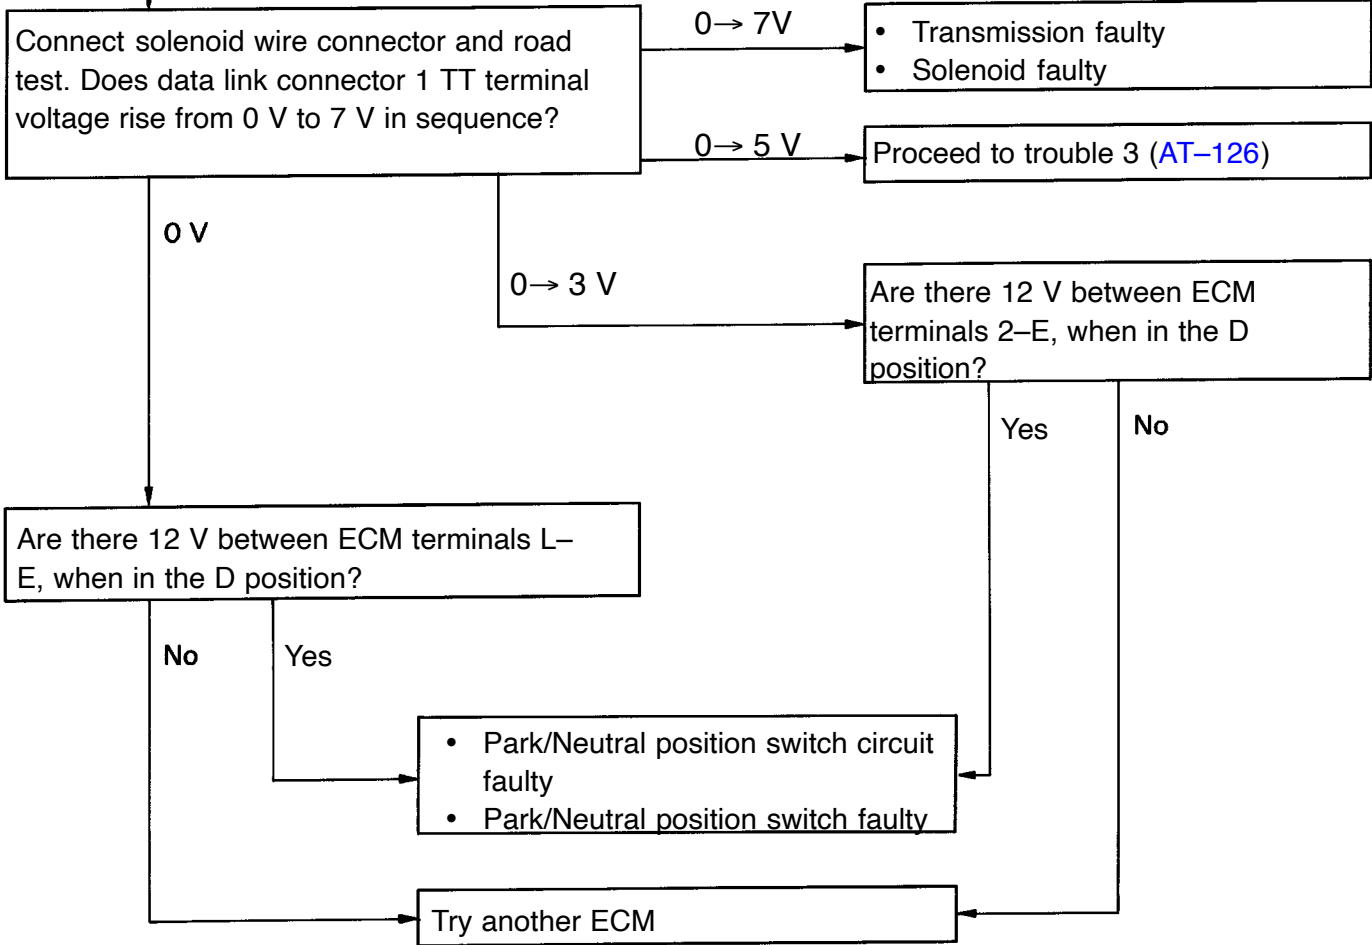 Connect solenoid wire connector and road
test. Does data link connector 1 TT terminal
voltage rise from 0 V to 7 V in sequence?
0→ 7V
• Transmission faulty
• Solenoid faulty
0→ 5 V
Proceed to trouble 3 (AT–126)
0 V
0→ 3 V
Are there 12 V between ECM
terminals 2–E, when in the D
position?
Yes
No
Are there 12 V between ECM terminals L–
E, when in the D position?
No
Yes
• Park/Neutral position switch circuit
faulty
• Park/Neutral position switch faulty
Try another ECM